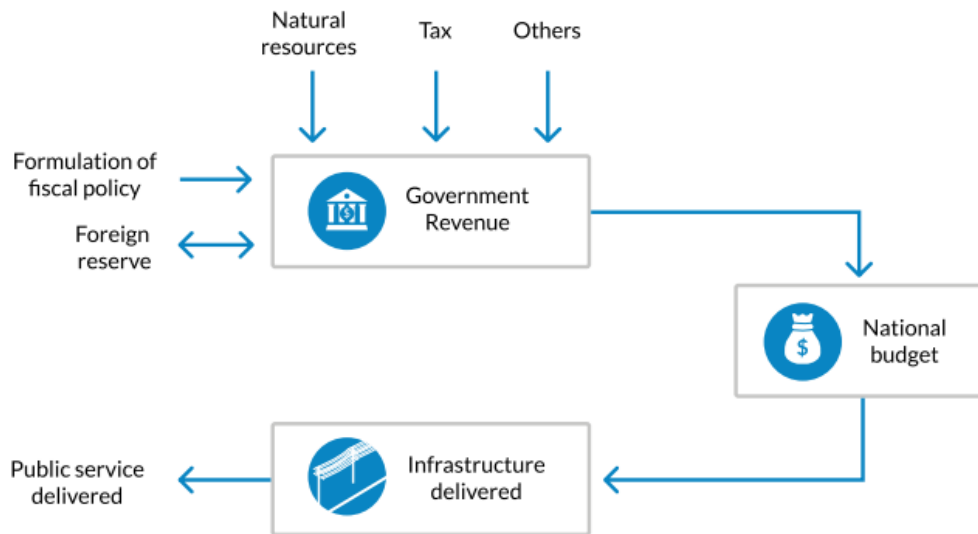 Natural
resources
Tax
Others
Formulation of
fiscal policy
Foreign
reserve
Government
Revenue
$
National
budget
$
Infrastructure
delivered
Public service
delivered